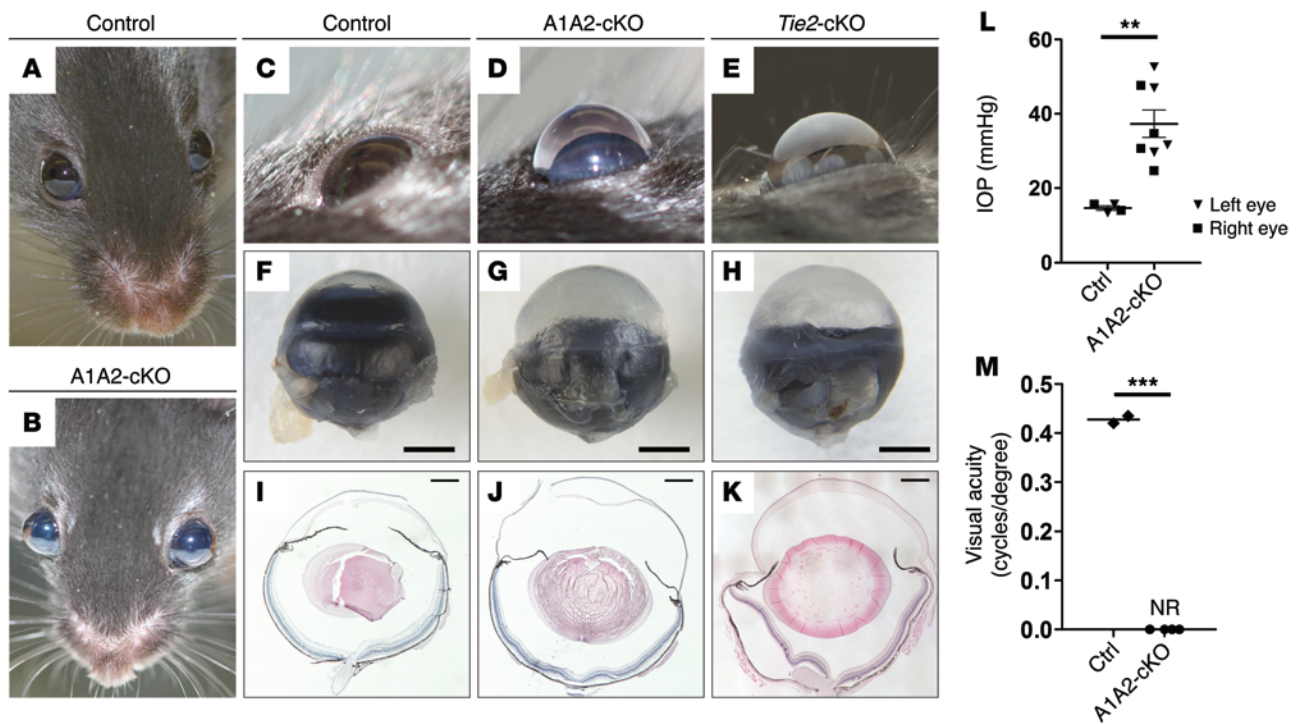 Control
A
A1A2-cKO
B
Control
A1A2-cKO
Tie2-cKO
C
D
E
F
G
H
I
J
K
L
**
60
40
20
0
IOP (mmHg)
Ctrl
A1A2-cKO
Left eye
Right eye
M
***
0.5
0.4
0.3
0.2
0.1
0.0
Visual acuity
(cycles/degree)
NR
Ctrl
A1A2-cKO